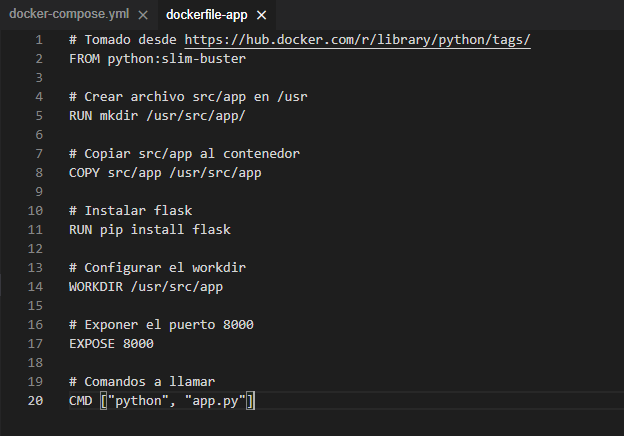 docker-compose.yml × dockerfile-app ×
1 # Tomado desde https://hub.docker.com/r/library/python/tags/
2 FROM python:slim-buster
3
4 # Crear archivo src/app en /usr
5 RUN mkdir /usr/src/app/
6
7 # Copiar src/app al contenedor
8 COPY src/app /usr/src/app
9
10 # Instalar flask
11 RUN pip install flask
12
13 # Configurar el workdir
14 WORKDIR /usr/src/app
15
16 # Exponer el puerto 8000
17 EXPOSE 8000
18
19 # Comandos a llamar
20 CMD ["python", "app.py"]